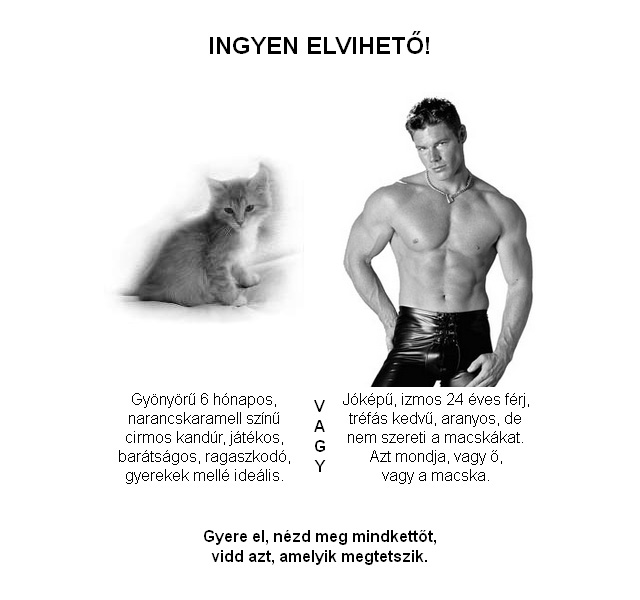 INGYEN ELVIHETŐ!
Gyönyörű 6 hónapos,
narancskaramell színű
cirmos kandúr, játékos,
barátságos, ragaszkodó,
gyerekek mellé ideális.
V
A
G
Y
Jóképű, izmos 24 éves férj,
tréfás kedvű, aranyos, de
nem szereti a macskákat.
Azt mondja, vagy ő,
vagy a macska.
Gyere el, nézd meg mindkettőt,
vidd azt, amelyik megtetszik.